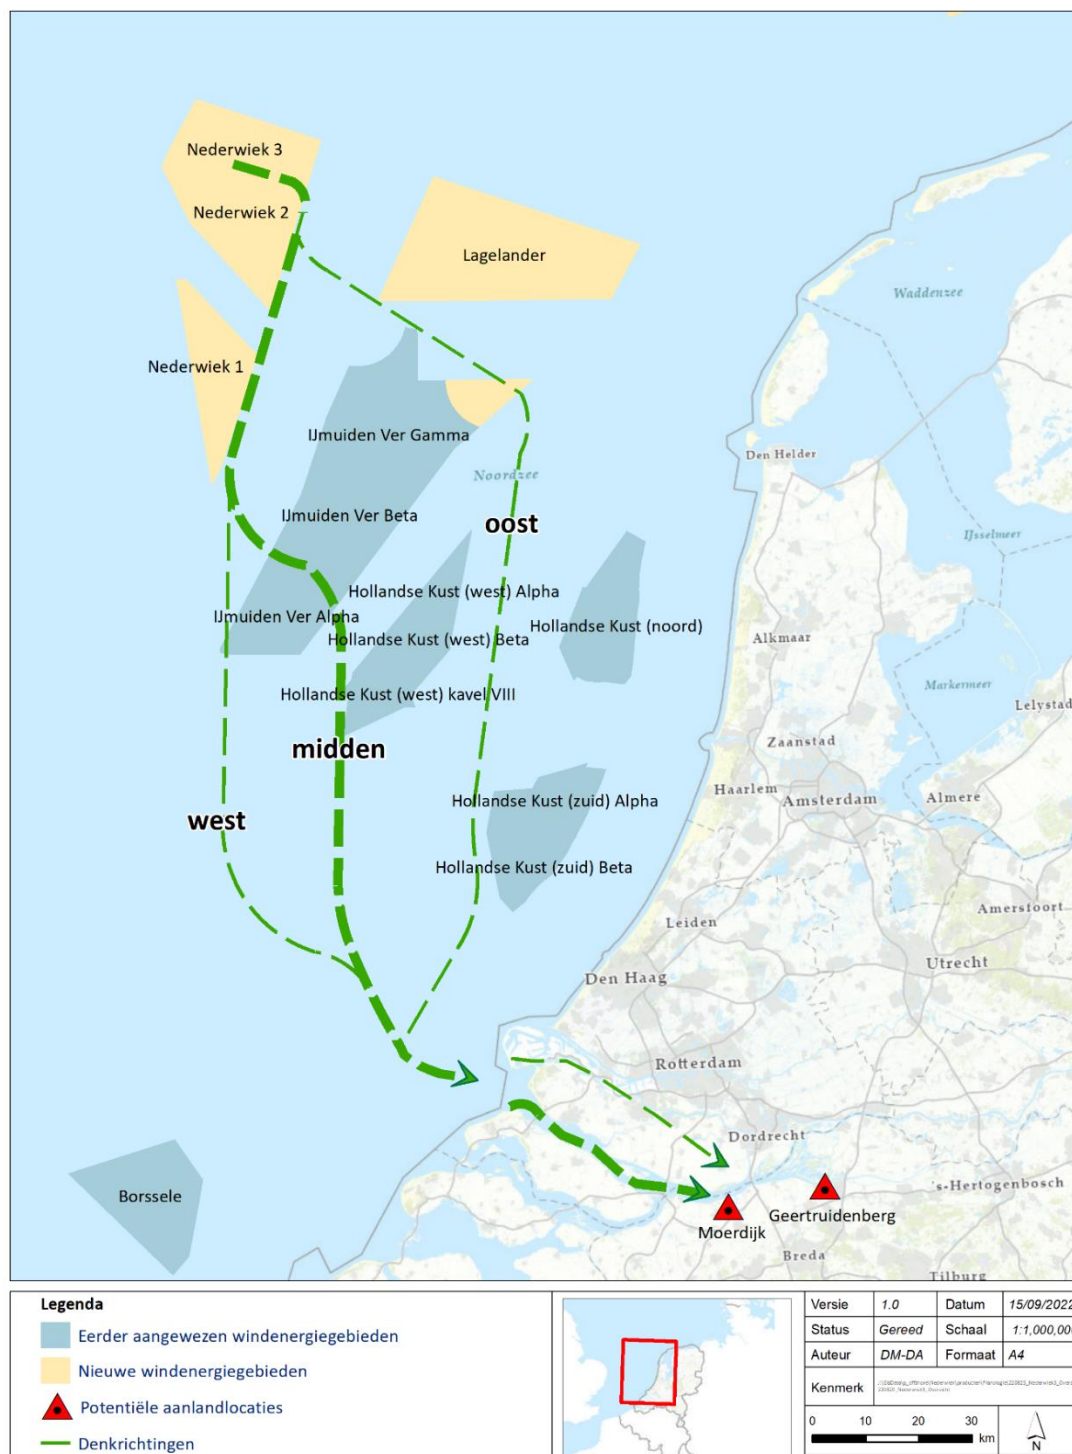 Nederwiek 3
Nederwiek 2
Lagelander
Waddenzee
Nederwiek 1
IJmuiden Ver Gamma
Den Helder
Noordzee
IJmuiden Ver Beta
oost
IJsselmeer
Hollandse Kust (west) Alpha
IJmuiden Ver Alpha
Hollandse Kust (noord)
Hollandse Kust (west) Beta
Alkmaar
Markermeer
Hollandse Kust (west) kavel VIII
Lelystad
midden
Zaanstad
Haarlem
Hollandse Kust (zuid) Alpha
Amsterdam
Almere
west
Hollandse Kust (zuid) Beta
Amersfoort
Leiden
Utrecht
Den Haag
Rotterdam
Dordrecht
's-Hertogenbosch
Borssele
Geertruidenberg
Moerdijk
Breda
Tilburg
Legenda
Eerder aangewezen windenergiegebieden
Nieuwe windenergiegebieden
Potentiële aanlandlocaties
Denkrichtingen
Versie 1.0 Datum 15/09/2022
Status Gereed Schaal 1:1,000,000
Auteur DM-DA Formaat A4
Kenmerk
0 10 20 30
km
N